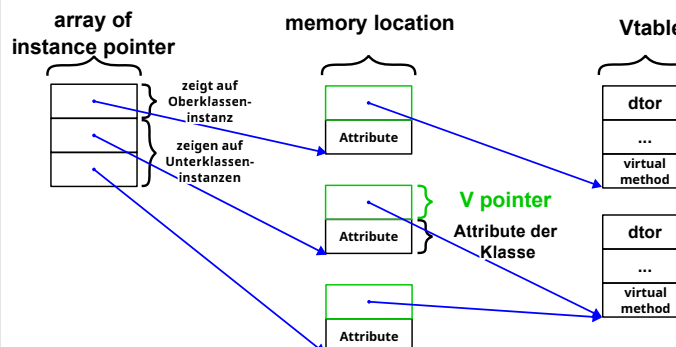 array of
instance pointer
memory location
Vtable
zeigt auf
Oberklassen-
instanz
zeigen auf
Unterklassen-
instanzen
Attribute
dtor
...
virtual
method
V pointer
Attribute
Attribute der
Klasse
dtor
...
virtual
method
Attribute